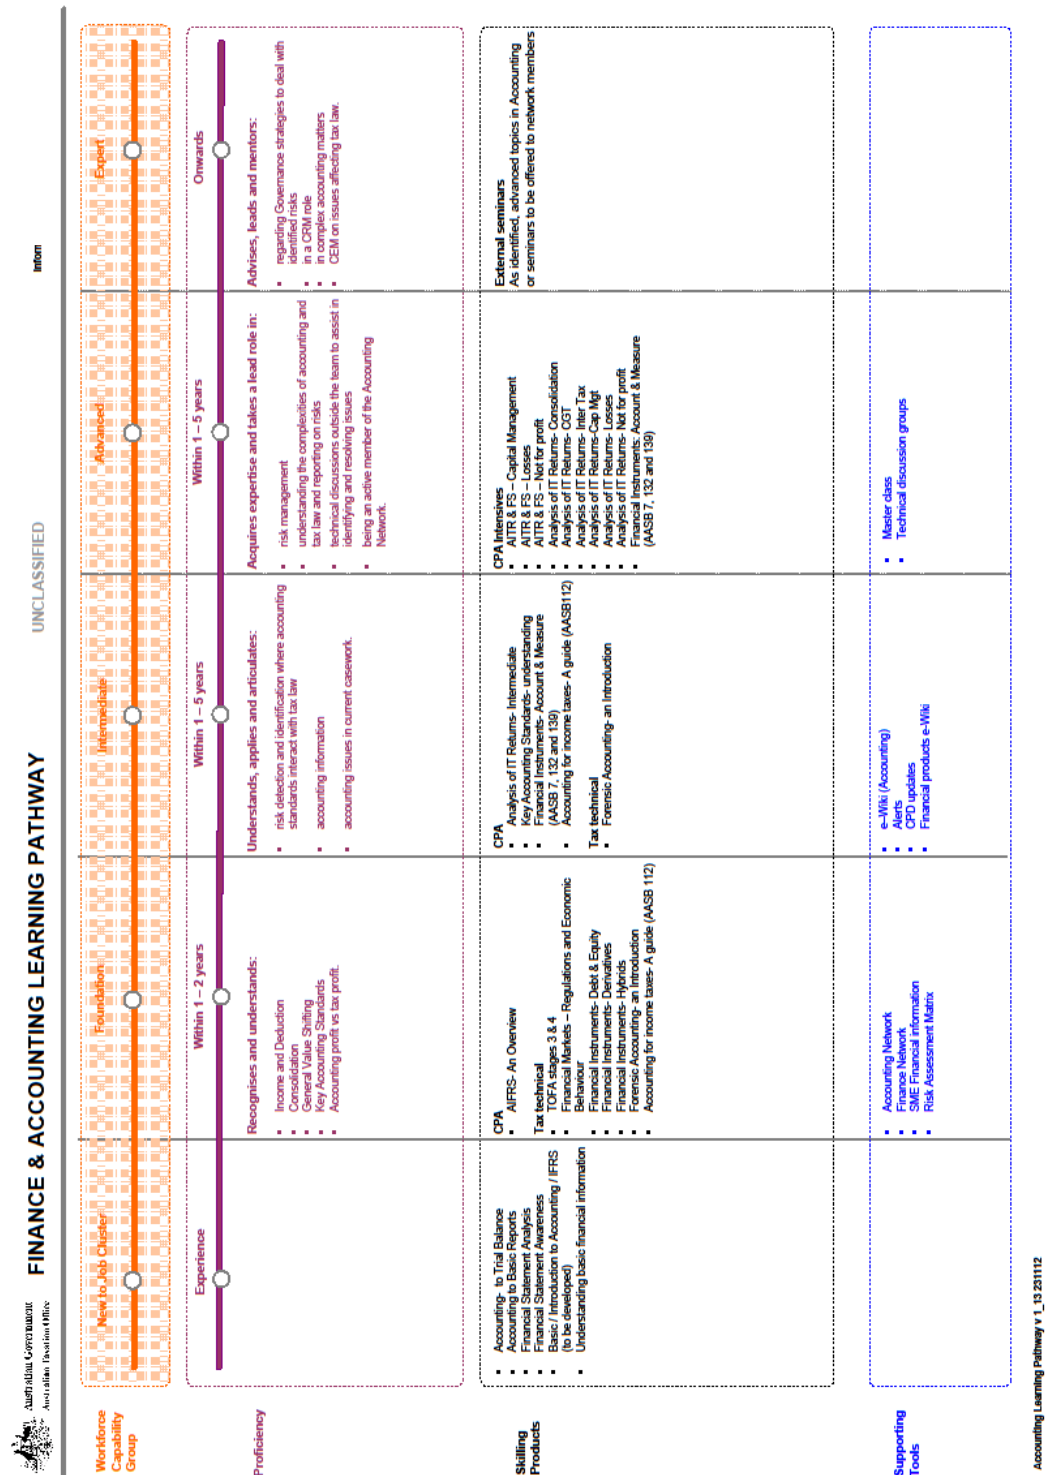 Australian Government
Australian Taxation Office
FINANCE & ACCOUNTING LEARNING PATHWAY
UNCLASSIFIED
Inform
Workforce
Capability
Group
New to Job Cluster
Foundation
Intermediate
Advanced
Expert
Proficiency
Experience
Within 1 – 2 years
Recognises and understands:
▪ Income and Deduction
▪ Consolidation
▪ General Value Shifting
▪ Key Accounting Standards
▪ Accounting profit vs tax profit.
Within 1 – 5 years
Understands, applies and articulates:
▪ risk detection and identification where accounting
standards interact with tax law
▪ accounting information
▪ accounting issues in current casework.
Within 1 – 5 years
Acquires expertise and takes a lead role in:
▪ risk management
▪ understanding the complexities of accounting and
tax law and reporting on risks
▪ technical discussions outside the team to assist in
identifying and resolving issues
▪ being an active member of the Accounting
Network.
Onwards
Advises, leads and mentors:
▪ regarding Governance strategies to deal with
identified risks
▪ in a CRM role
▪ in complex accounting matters
▪ CEM on issues affecting tax law.
Skilling
Products
▪ Accounting- to Trial Balance
▪ Accounting to Basic Reports
▪ Financial Statement Analysis
▪ Financial Statement Awareness
▪ Basic / Introduction to Accounting / IFRS
(to be developed)
▪ Understanding basic financial information
CPA
▪ AIFRS- An Overview
Tax technical
▪ TOFA stages 3 & 4
▪ Financial Markets – Regulations and Economic
Behaviour
▪ Financial Instruments- Debt & Equity
▪ Financial Instruments- Derivatives
▪ Financial Instruments- Hybrids
▪ Forensic Accounting- an Introduction
▪ Accounting for income taxes- A guide (AASB 112)
CPA
▪ Analysis of IT Returns- Intermediate
▪ Key Accounting Standards- understanding
▪ Financial Instruments- Account & Measure
(AASB 7, 132 and 139)
▪ Accounting for income taxes- A guide (AASB112)
Tax technical
▪ Forensic Accounting- an Introduction
CPA Intensives
▪ AITR & FS – Capital Management
▪ AITR & FS – Losses
▪ AITR & FS – Not for profit
▪ Analysis of IT Returns- Consolidation
▪ Analysis of IT Returns- CGT
▪ Analysis of IT Returns- Inter Tax
▪ Analysis of IT Returns-Cap Mgt
▪ Analysis of IT Returns- Losses
▪ Analysis of IT Returns- Not for profit
▪ Financial Instruments: Account & Measure
(AASB 7, 132 and 139)
External seminars
As identified, advanced topics in Accounting
or seminars to be offered to network members
Supporting
Tools
▪ Accounting Network
▪ Finance Network
▪ SME Financial information
▪ Risk Assessment Matrix
▪ e–Wiki (Accounting)
▪ Alerts
▪ CPD updates
▪ Financial products e-Wiki
▪ Master class
▪ Technical discussion groups
Accounting Learning Pathway v 1_13 231112